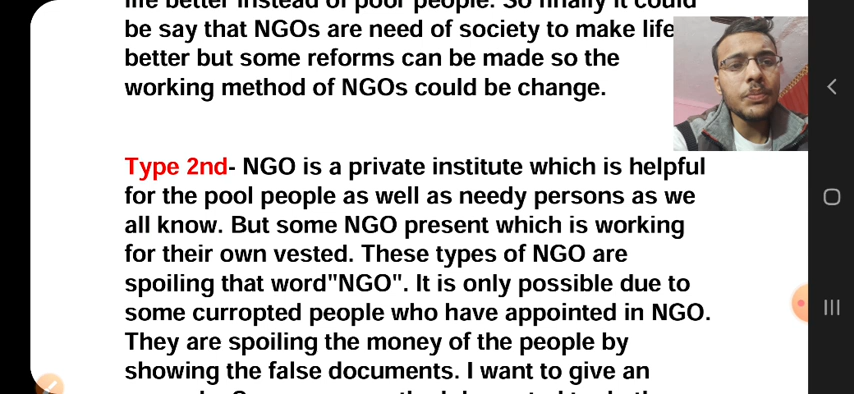 be say that NGOs are need of society to make life
better but some reforms can be made so the
working method of NGOs could be change.
Type 2nd- NGO is a private institute which is helpful
for the pool people as well as needy persons as we
all know. But some NGO present which is working
for their own vested. These types of NGO are
spoiling that word"NGO". It is only possible due to
some curropted people who have appointed in NGO.
They are spoiling the money of the people by
showing the false documents. I want to give an